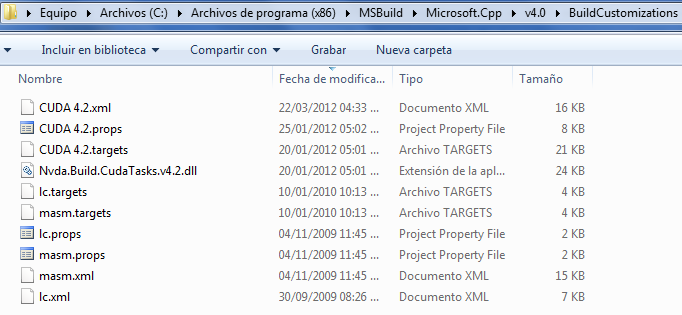 Equipo ▸ Archivos (C:) ▸ Archivos de programa (x86) ▸ MSBuild ▸ Microsoft.Cpp ▸ v4.0 ▸ BuildCustomizations
Incluir en biblioteca Compartir con Grabar Nueva carpeta
Nombre Fecha de modifica... Tipo Tamaño
CUDA 4.2.xml 22/03/2012 04:33 ... Documento XML 16 KB
CUDA 4.2.props 25/01/2012 05:02 ... Project Property File 8 KB
CUDA 4.2.targets 20/01/2012 05:01 ... Archivo TARGETS 21 KB
Nvda.Build.CudaTasks.v4.2.dll 20/01/2012 05:01 ... Extensión de la apl... 24 KB
lc.targets 10/01/2010 10:13 ... Archivo TARGETS 4 KB
masm.targets 10/01/2010 10:13 ... Archivo TARGETS 4 KB
lc.props 04/11/2009 11:45 ... Project Property File 2 KB
masm.props 04/11/2009 11:45 ... Project Property File 2 KB
masm.xml 04/11/2009 11:45 ... Documento XML 15 KB
lc.xml 30/09/2009 08:26 ... Documento XML 7 KB